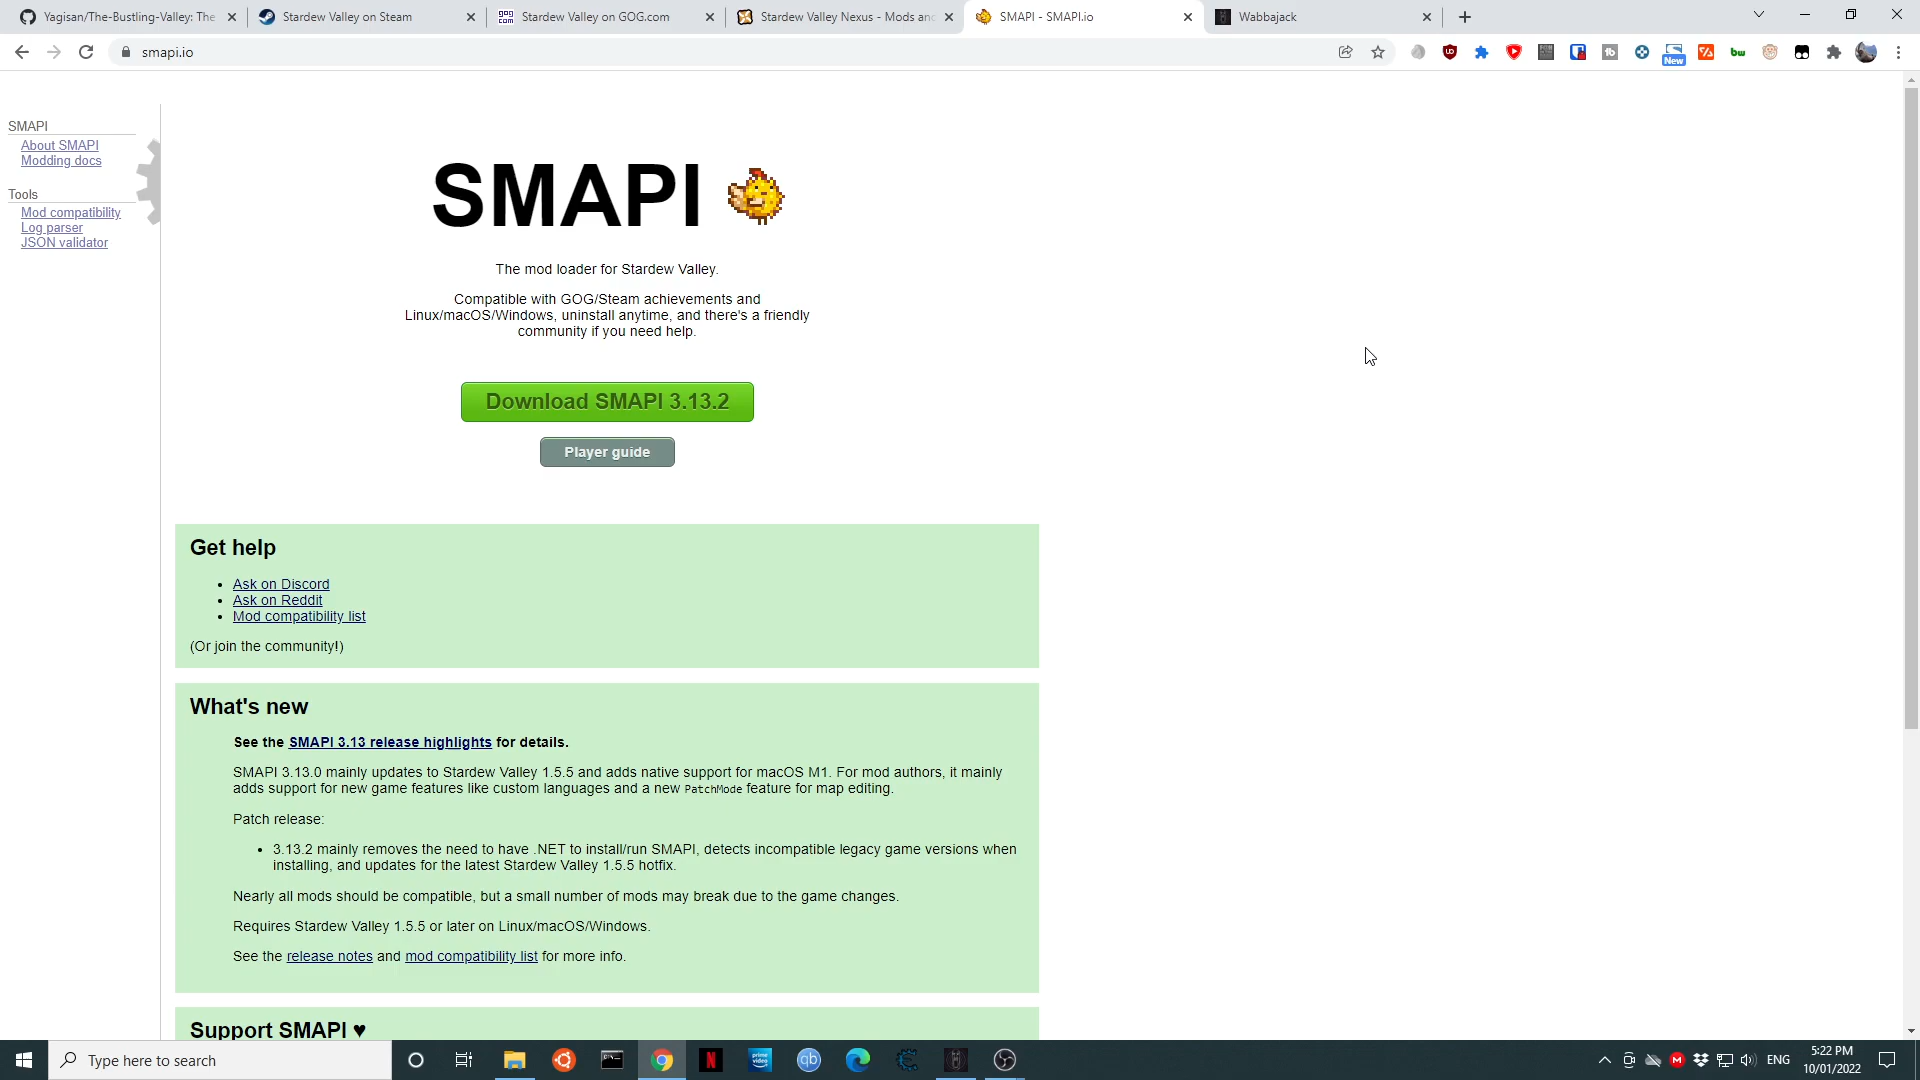 Yagisan/The-Bustling-Valley: The
Stardew Valley on Steam
Stardew Valley on GOG.com
Stardew Valley Nexus - Mods and
SMAPI - SMAPI.io
Wabbajack
smapi.io
New
SMAPI
About SMAPI
Modding docs
Tools
Mod compatibility
Log parser
JSON validator
SMAPI
The mod loader for Stardew Valley.
Compatible with GOG/Steam achievements and
Linux/macOS/Windows, uninstall anytime, and there's a friendly
community if you need help.
Download SMAPI 3.13.2
Player guide
Get help
• Ask on Discord
• Ask on Reddit
• Mod compatibility list
(Or join the community!)
What's new
See the SMAPI 3.13 release highlights for details.
SMAPI 3.13.0 mainly updates to Stardew Valley 1.5.5 and adds native support for macOS M1. For mod authors, it mainly
adds support for new game features like custom languages and a new PatchMode feature for map editing.
Patch release:
• 3.13.2 mainly removes the need to have .NET to install/run SMAPI, detects incompatible legacy game versions when
installing, and updates for the latest Stardew Valley 1.5.5 hotfix.
Nearly all mods should be compatible, but a small number of mods may break due to the game changes.
Requires Stardew Valley 1.5.5 or later on Linux/macOS/Windows.
See the release notes and mod compatibility list for more info.
Support SMAPI ♥
Type here to search
ENG
5:22 PM
10/01/2022